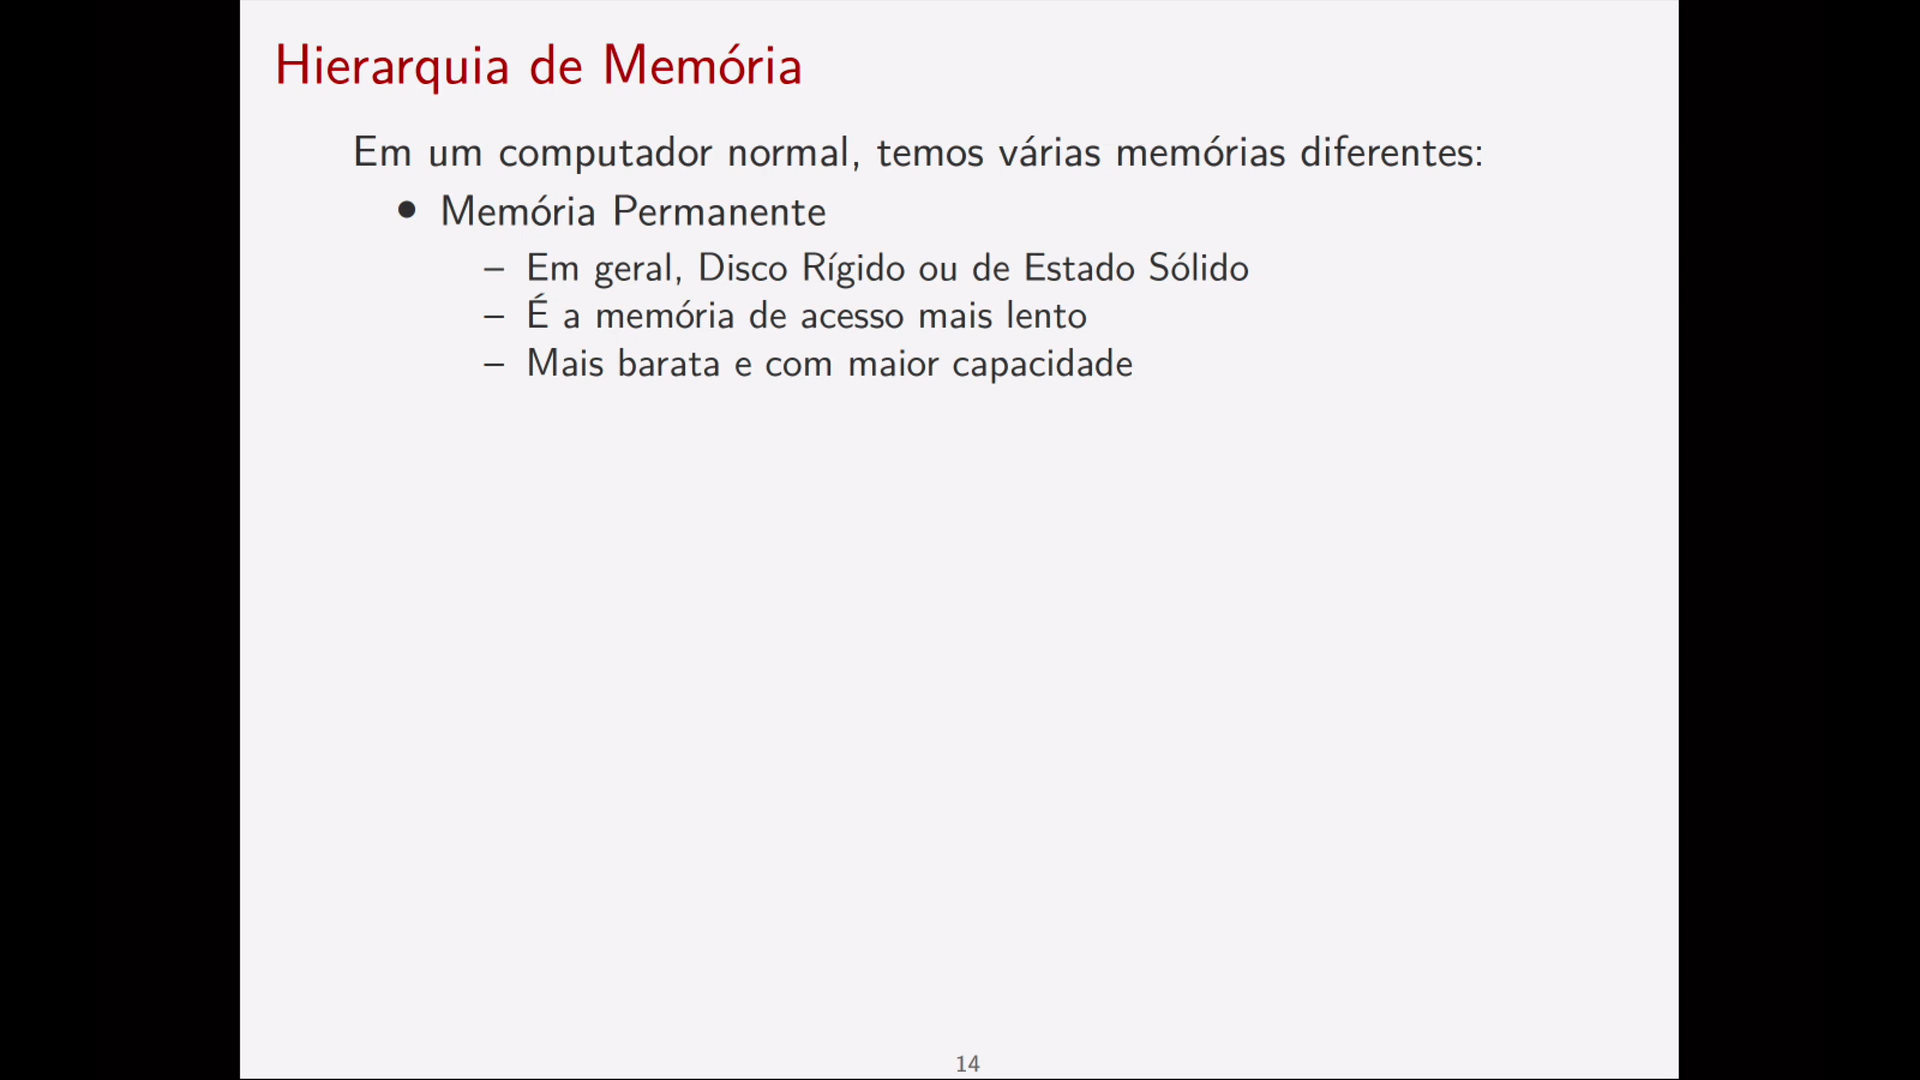 Hierarquia de Memória
Em um computador normal, temos várias memórias diferentes:
• Memória Permanente
– Em geral, Disco Rígido ou de Estado Sólido
– É a memória de acesso mais lento
– Mais barata e com maior capacidade
14